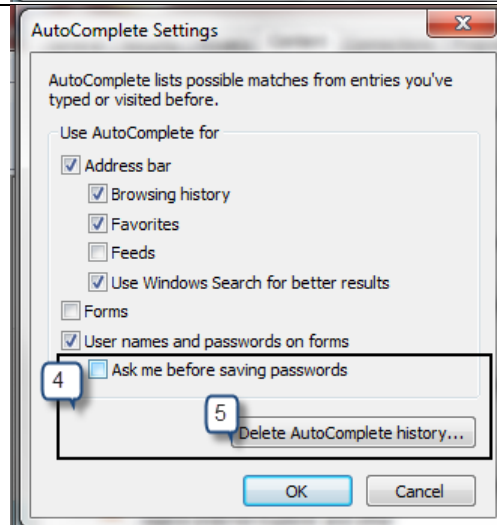 AutoComplete Settings
AutoComplete lists possible matches from entries you've
typed or visited before.
Use AutoComplete for
Address bar
Browsing history
Favorites
Feeds
Use Windows Search for better results
Forms
User names and passwords on forms
4
Ask me before saving passwords
5
Delete AutoComplete history...
OK
Cancel